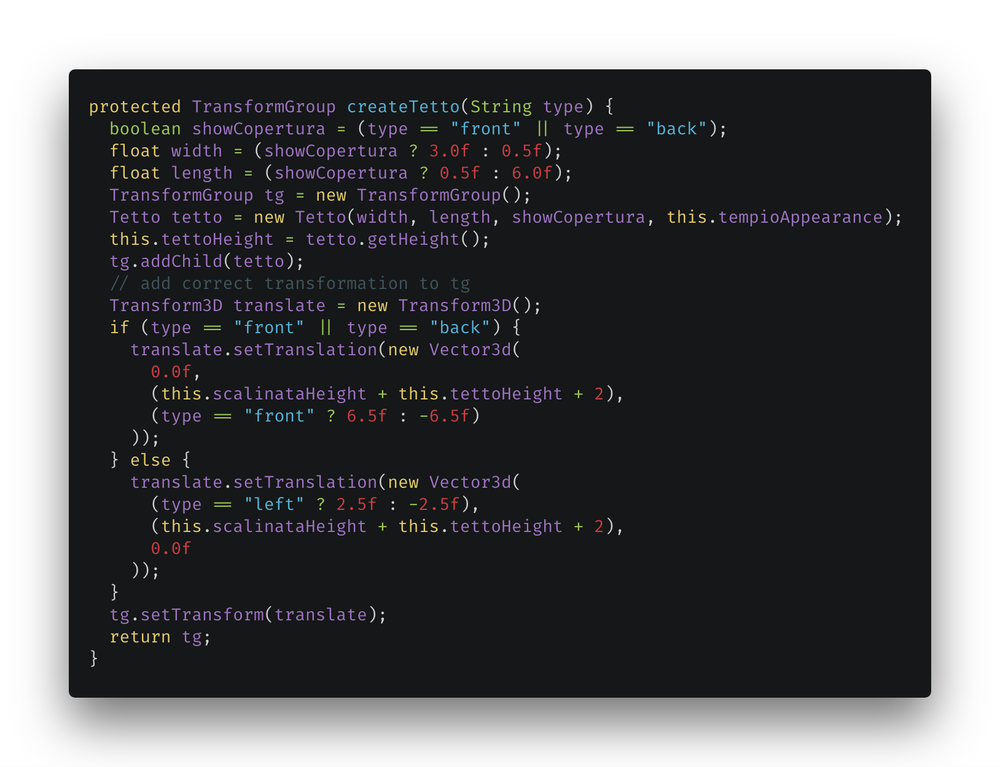 protected TransformGroup createTetto(String type) {
  boolean showCopertura = (type == "front" || type == "back");
  float width = (showCopertura ? 3.0f : 0.5f);
  float length = (showCopertura ? 0.5f : 6.0f);
  TransformGroup tg = new TransformGroup();
  Tetto tetto = new Tetto(width, length, showCopertura, this.tempioAppearance);
  this.tettoHeight = tetto.getHeight();
  tg.addChild(tetto);
  // add correct transformation to tg
  Transform3D translate = new Transform3D();
  if (type == "front" || type == "back") {
    translate.setTranslation(new Vector3d(
      0.0f,
      (this.scalinataHeight + this.tettoHeight + 2),
      (type == "front" ? 6.5f : -6.5f)
    ));
  } else {
    translate.setTranslation(new Vector3d(
      (type == "left" ? 2.5f : -2.5f),
      (this.scalinataHeight + this.tettoHeight + 2),
      0.0f
    ));
  }
  tg.setTransform(translate);
  return tg;
}